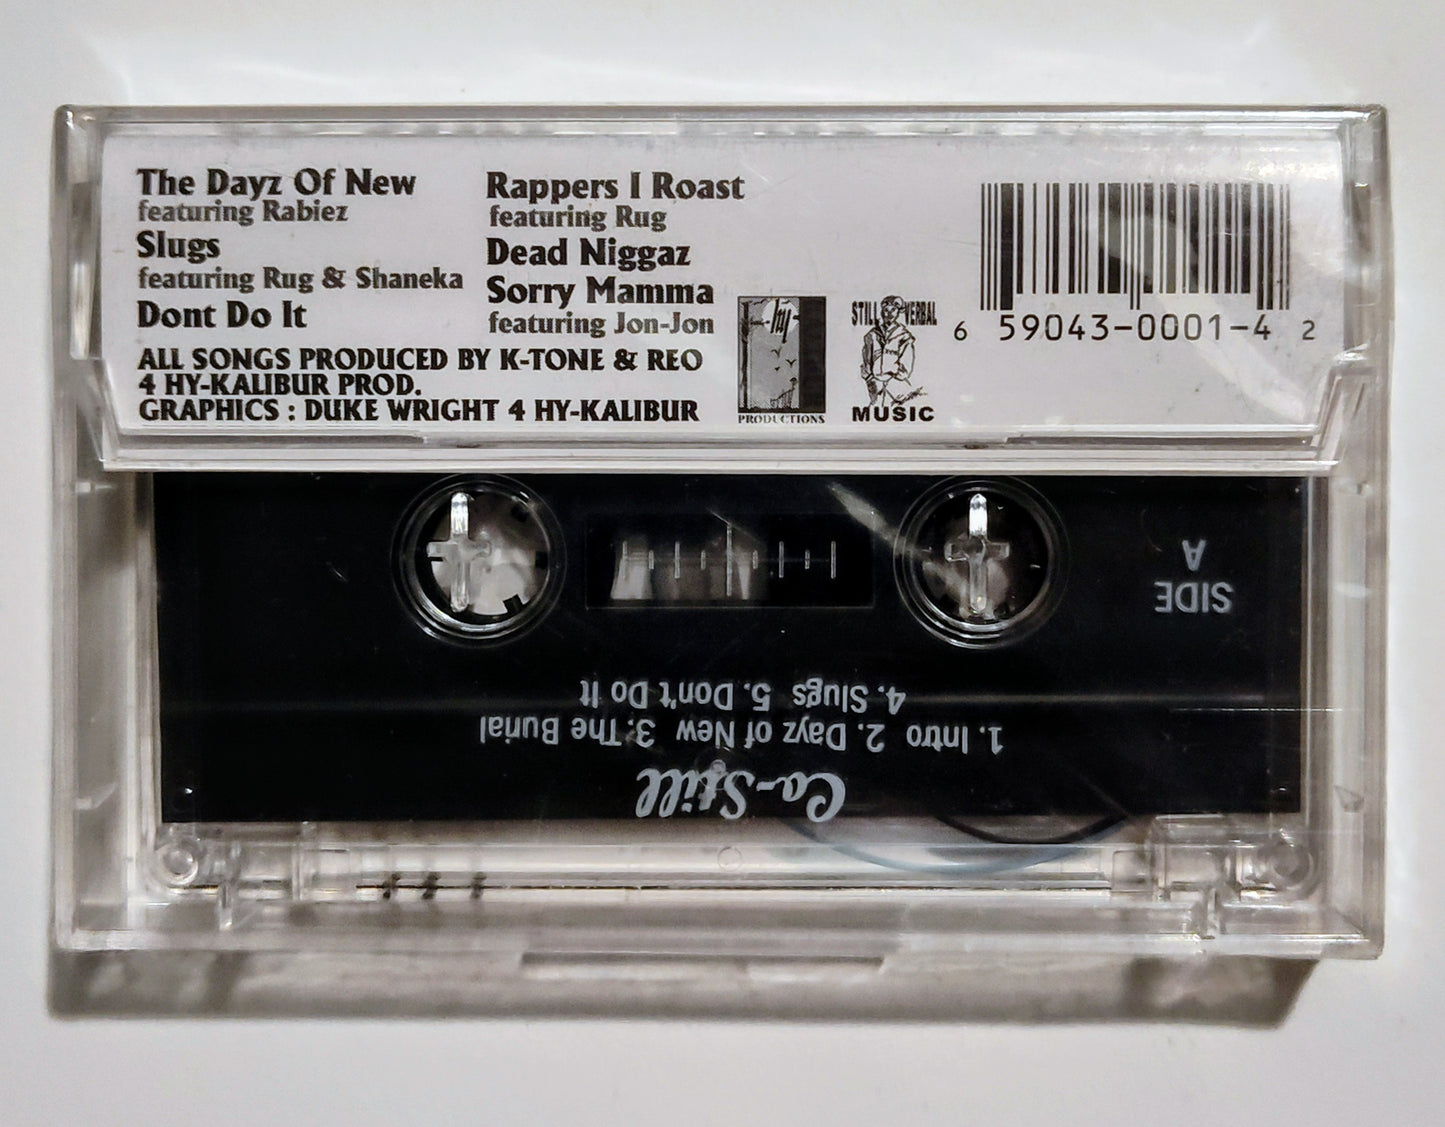 The Dayz Of New
featuring Rabiez
Slugs
featuring Rug & Shaneka
Dont Do It
Rappers I Roast
featuring Rug
Dead Niggaz
Sorry Mamma
featuring Jon-Jon
ALL SONGS PRODUCED BY K-TONE & REO
4 HY-KALIBUR PROD.
GRAPHICS : DUKE WRIGHT 4 HY-KALIBUR
hy
PRODUCTIONS
STILL VERBAL
MUSIC
6 59043-0001-4 2
SIDE
A
Ca-Still
1. Intro 2. Dayz of New 3. The Burial
4. Slugs 5. Don't Do It